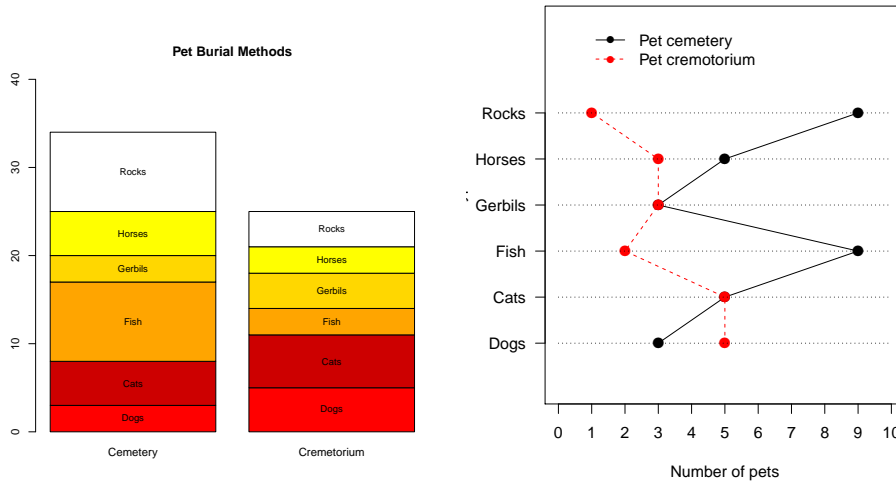 Pet Burial Methods
40
30
20
10
0
Rocks
Horses
Gerbils
Fish
Cats
Dogs
Rocks
Horses
Gerbils
Fish
Cats
Dogs
Cemetery
Cremetorium
Pet cemetery
Pet cremotorium
Rocks
Horses
Gerbils
Fish
Cats
Dogs
0 1 2 3 4 5 6 7 8 9 10
Number of pets